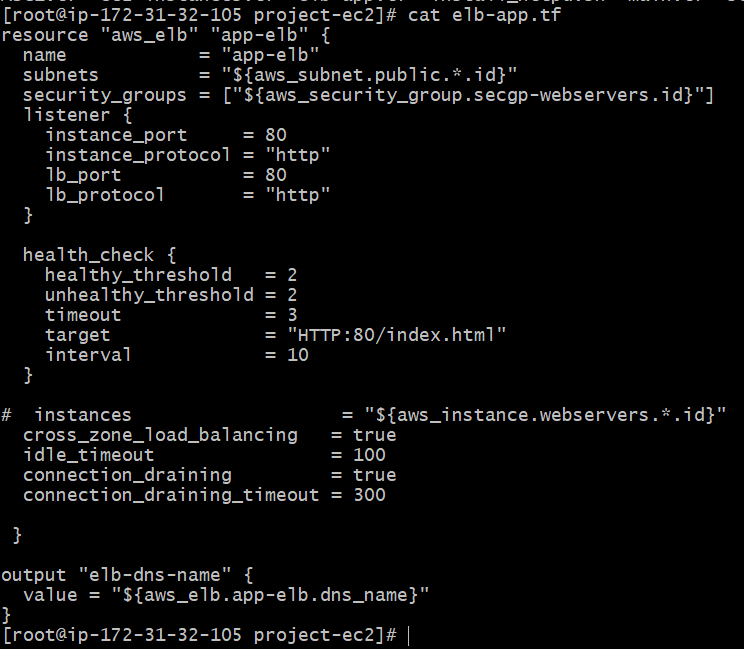 [root@ip-172-31-32-105 project-ec2]# cat elb-app.tf
resource "aws_elb" "app-elb" {
  name            = "app-elb"
  subnets         = "${aws_subnet.public.*.id}"
  security_groups = ["${aws_security_group.secgp-webservers.id}"]
  listener {
    instance_port     = 80
    instance_protocol = "http"
    lb_port           = 80
    lb_protocol       = "http"
  }

  health_check {
    healthy_threshold   = 2
    unhealthy_threshold = 2
    timeout             = 3
    target              = "HTTP:80/index.html"
    interval            = 10
  }

#  instances                   = "${aws_instance.webservers.*.id}"
  cross_zone_load_balancing   = true
  idle_timeout                = 100
  connection_draining         = true
  connection_draining_timeout = 300

 }

output "elb-dns-name" {
  value = "${aws_elb.app-elb.dns_name}"
}
[root@ip-172-31-32-105 project-ec2]#